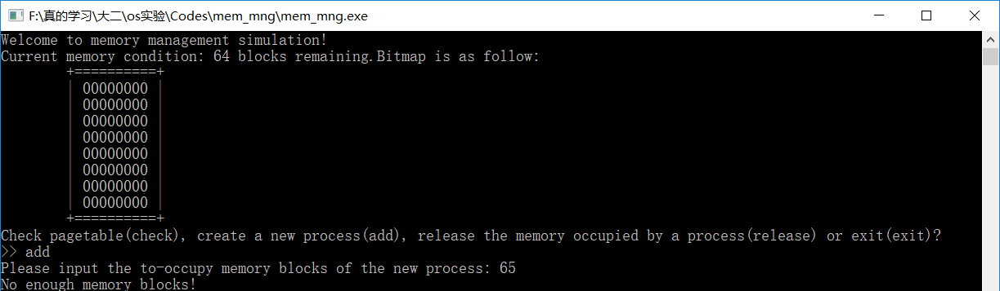 F:\真的学习\大二\os实验\Codes\mem_mng\mem_mng.exe
Welcome to memory management simulation!
Current memory condition: 64 blocks remaining.Bitmap is as follow:
+==========+
| 00000000 |
| 00000000 |
| 00000000 |
| 00000000 |
| 00000000 |
| 00000000 |
| 00000000 |
| 00000000 |
+==========+
Check pagetable(check), create a new process(add), release the memory occupied by a process(release) or exit(exit)?
>> add
Please input the to-occupy memory blocks of the new process: 65
No enough memory blocks!